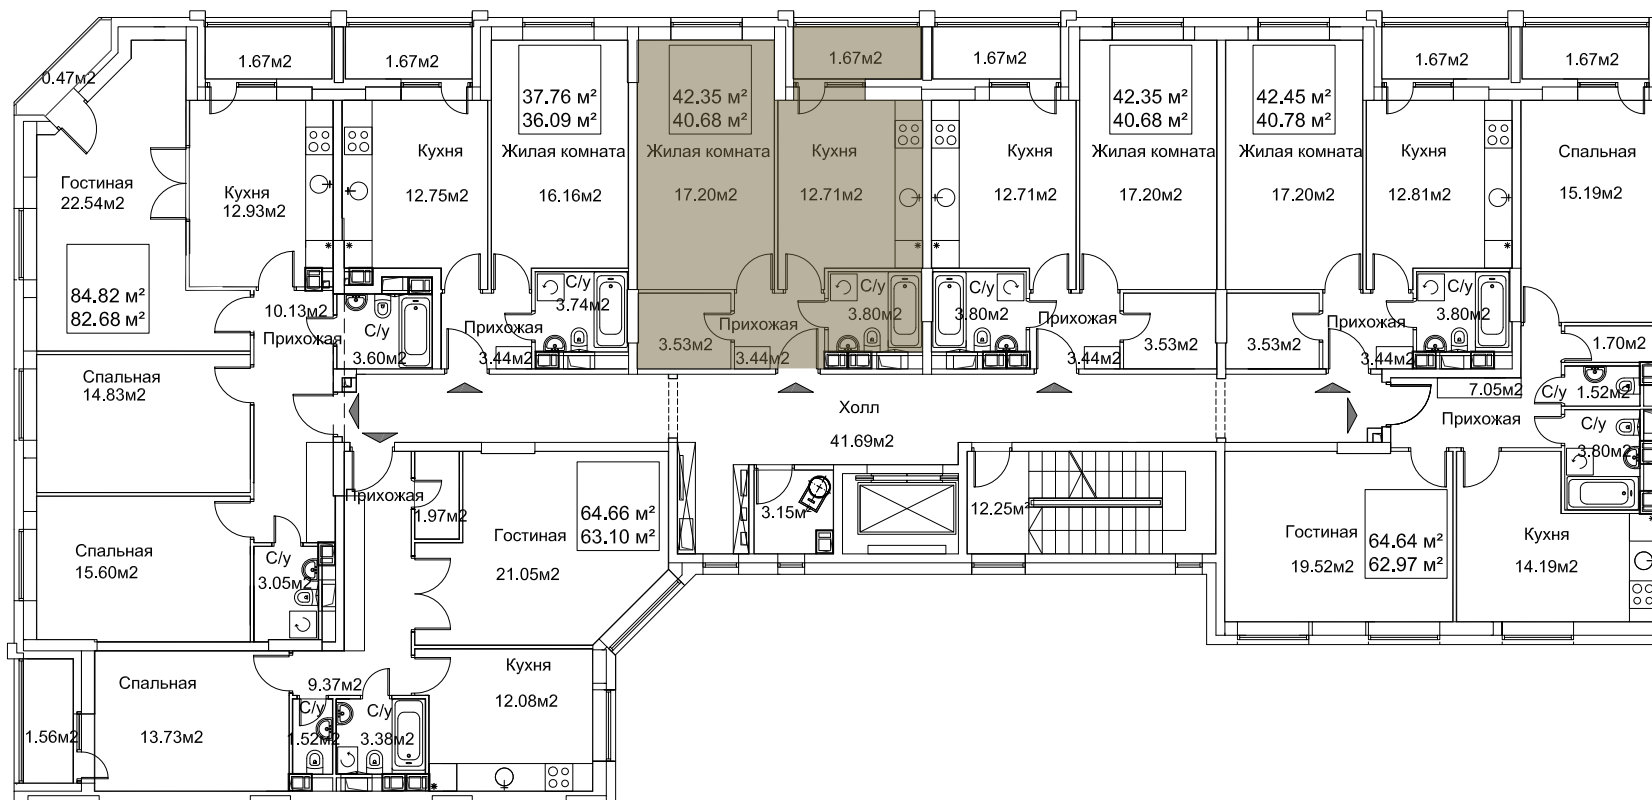 1.67м2
1.67м2
1.67м2
1.67м2
1.67м2
1.67м2
0.47м2
37.76 м²
36.09 м²
42.35 м²
40.68 м²
42.35 м²
40.68 м²
42.45 м²
40.78 м²
Кухня
12.75м2
Жилая комната
16.16м2
Жилая комната
17.20м2
Кухня
12.71м2
Кухня
12.71м2
Жилая комната
17.20м2
Жилая комната
17.20м2
Кухня
12.81м2
Спальная
15.19м2
Гостиная
22.54м2
Кухня
12.93м2
84.82 м²
82.68 м²
10.13м2
Прихожая
С/у
3.60м2
Прихожая
3.44м2
С/у
3.74м2
3.53м2
Прихожая
3.44м2
С/у
3.80м2
С/у
3.80м2
Прихожая
3.44м2
3.53м2
3.53м2
Прихожая
3.44м2
С/у
3.80м2
1.70м2
Спальная
14.83м2
Холл
41.69м2
7.05м2
Прихожая
С/у
1.52м2
С/у
3.80м2
Прихожая
1.97м2
Гостиная
21.05м2
64.66 м²
63.10 м²
3.15м²
12.25м²
Гостиная
19.52м2
64.64 м²
62.97 м²
Кухня
14.19м2
Спальная
15.60м2
С/у
3.05м2
Спальная
13.73м2
1.56м2
9.37м2
С/у
1.52м2
С/у
3.38м2
Кухня
12.08м2